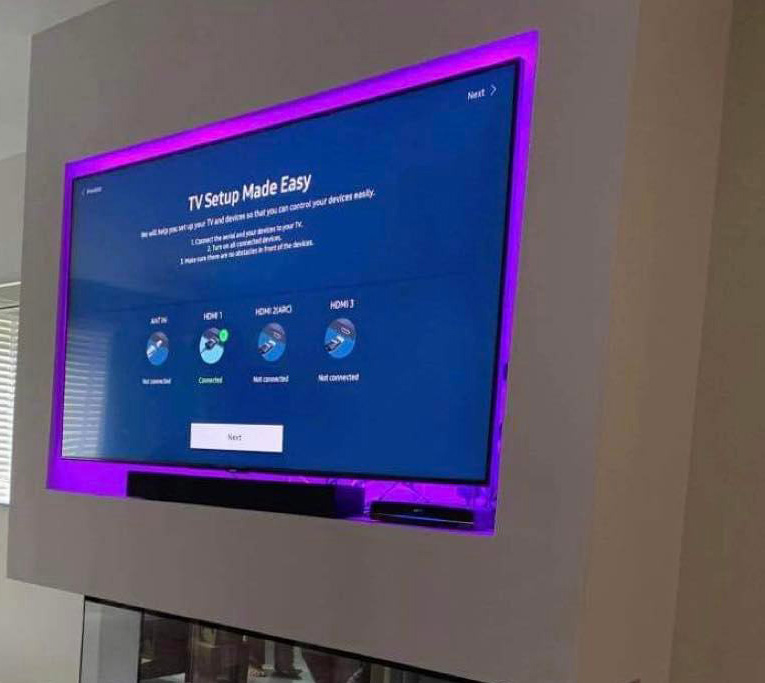 Next >
< Previous
TV Setup Made Easy
We will help you set up your TV and devices so that you can control your devices easily.
1. Connect the aerial and your devices to your TV.
2. Turn on all connected devices.
3. Make sure there are no obstacles in front of the devices.
ANT IN
HDMI 1
HDMI 2(ARC)
HDMI 3
Not connected
Connected
Not connected
Not connected
Next